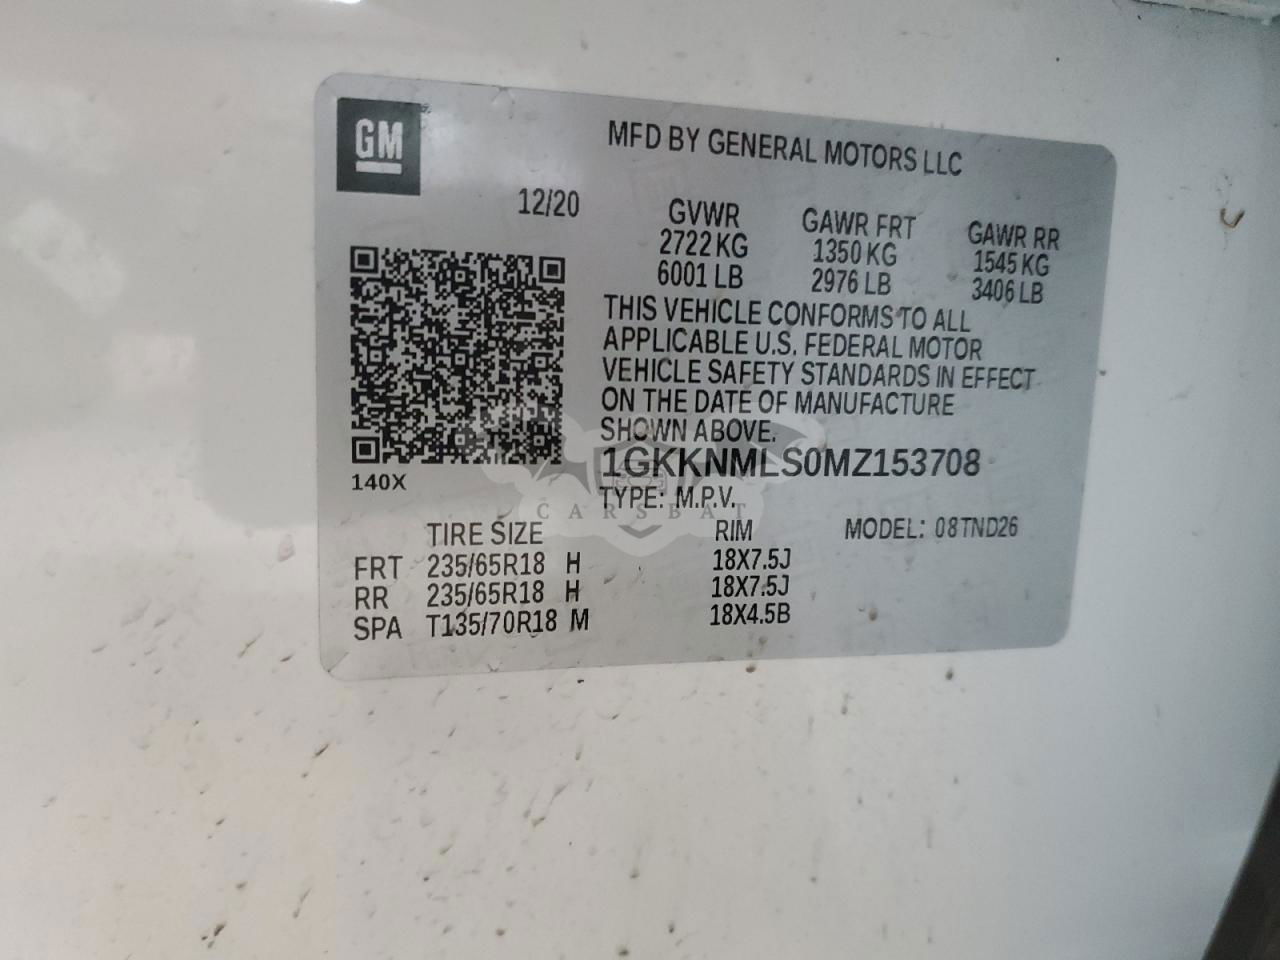 GM
MFD BY GENERAL MOTORS LLC
12/20
GVWR GAWR FRT GAWR RR
2722 KG 1350 KG 1545 KG
6001 LB 2976 LB 3406 LB
THIS VEHICLE CONFORMS TO ALL
APPLICABLE U.S. FEDERAL MOTOR
VEHICLE SAFETY STANDARDS IN EFFECT
ON THE DATE OF MANUFACTURE
SHOWN ABOVE.
1GKKNMLS0MZ153708
140X
TYPE: M.P.V.
CARSBAT
TIRE SIZE RIM MODEL: 08TND26
FRT 235/65R18 H 18X7.5J
RR 235/65R18 H 18X7.5J
SPA T135/70R18 M 18X4.5B